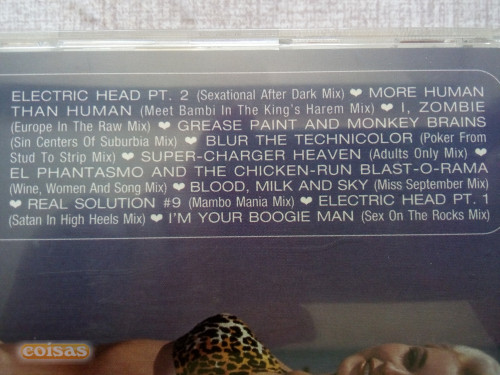 ELECTRIC HEAD PT. 2 (Sexational After Dark Mix) ❤ MORE HUMAN
THAN HUMAN (Meet Bambi In The King's Harem Mix) ❤ I, ZOMBIE
(Europe In The Raw Mix) ❤ GREASE PAINT AND MONKEY BRAINS
(Sin Centers Of Suburbia Mix) ❤ BLUR THE TECHNICOLOR (Poker From
Stud To Strip Mix) ❤ SUPER-CHARGER HEAVEN (Adults Only Mix) ❤
EL PHANTASMO AND THE CHICKEN-RUN BLAST-O-RAMA
(Wine, Women And Song Mix) ❤ BLOOD, MILK AND SKY (Miss September Mix)
❤ REAL SOLUTION #9 (Mambo Mania Mix) ❤ ELECTRIC HEAD PT. 1
(Satan In High Heels Mix) ❤ I'M YOUR BOOGIE MAN (Sex On The Rocks Mix)
coisas